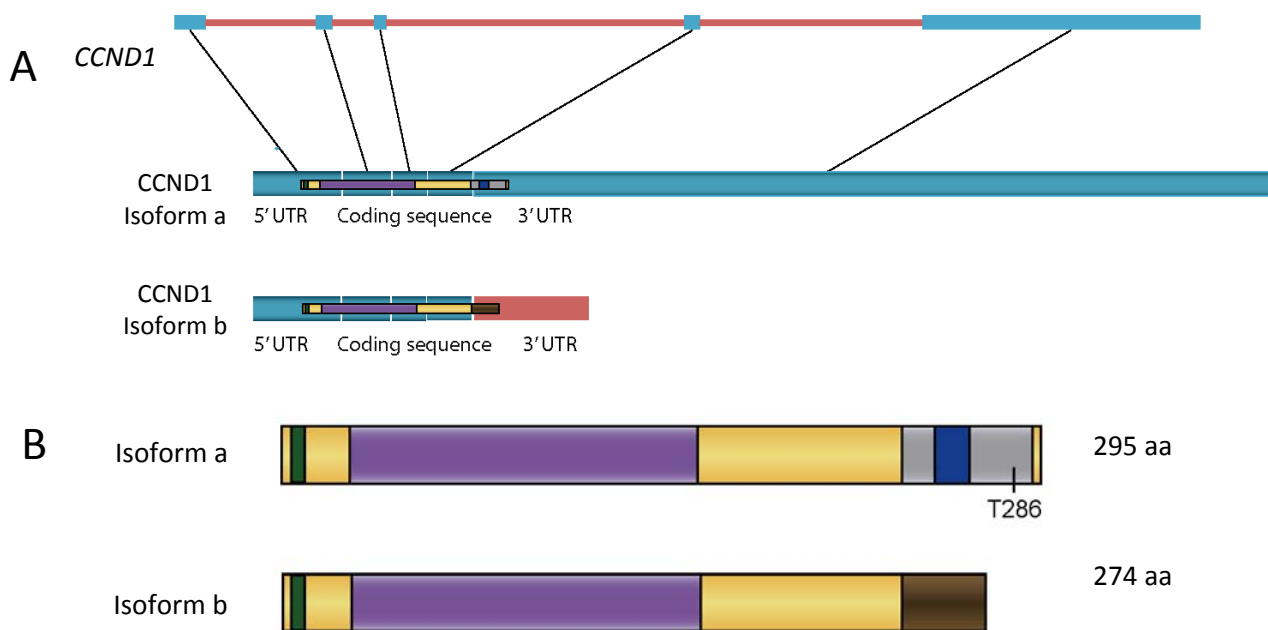 A
CCND1
CCND1
Isoform a
5’ UTR Coding sequence 3’ UTR
CCND1
Isoform b
5’ UTR Coding sequence 3’ UTR
B
Isoform a
295 aa
T286
Isoform b
274 aa